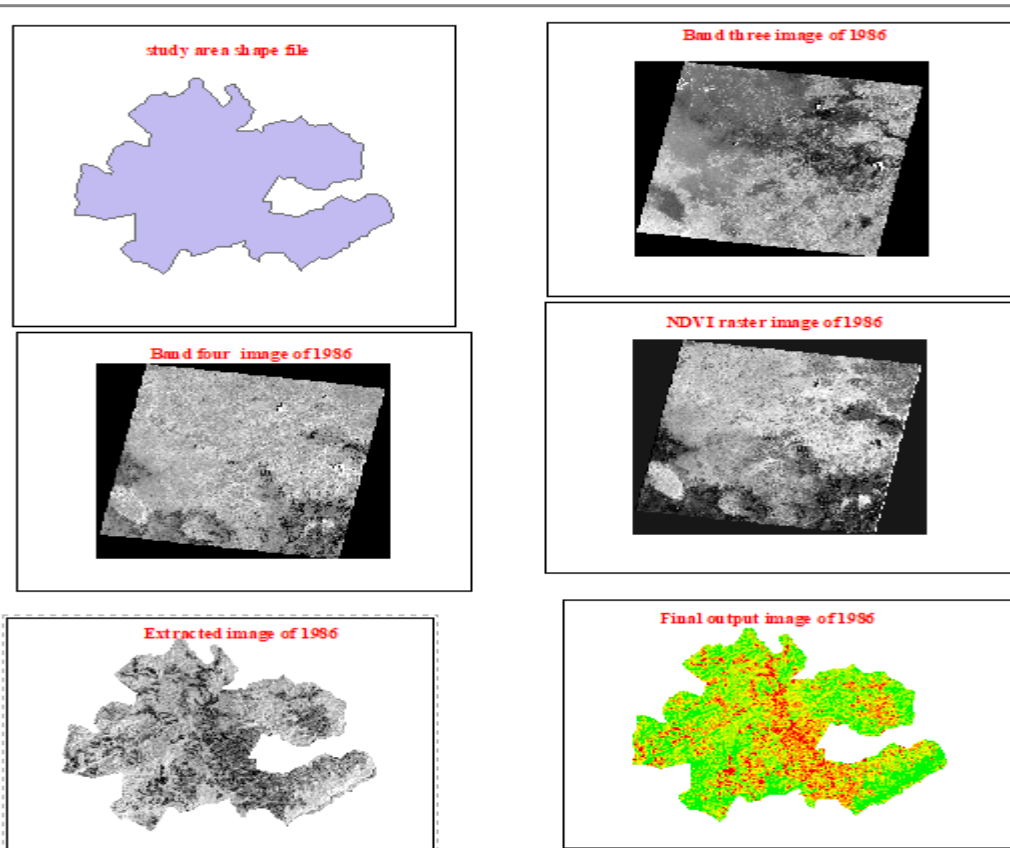 study area shape file
Band three image of 1986
Band four image of 1986
NDVI raster image of 1986
Extracted image of 1986
Final output image of 1986